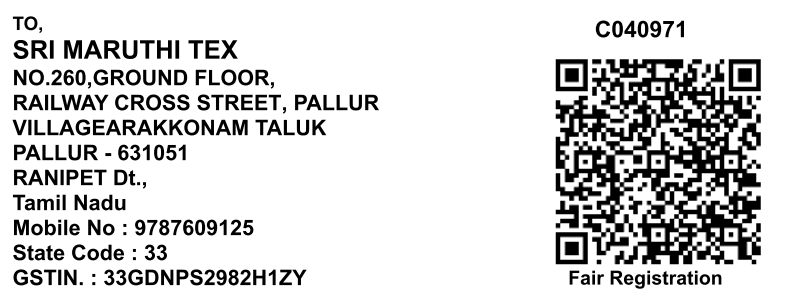 TO,
SRI MARUTHI TEX
NO.260,GROUND FLOOR,
RAILWAY CROSS STREET, PALLUR
VILLAGEARAKKONAM TALUK
PALLUR - 631051
RANIPET Dt.,
Tamil Nadu
Mobile No : 9787609125
State Code : 33
GSTIN. : 33GDNPS2982H1ZY
C040971
Fair Registration